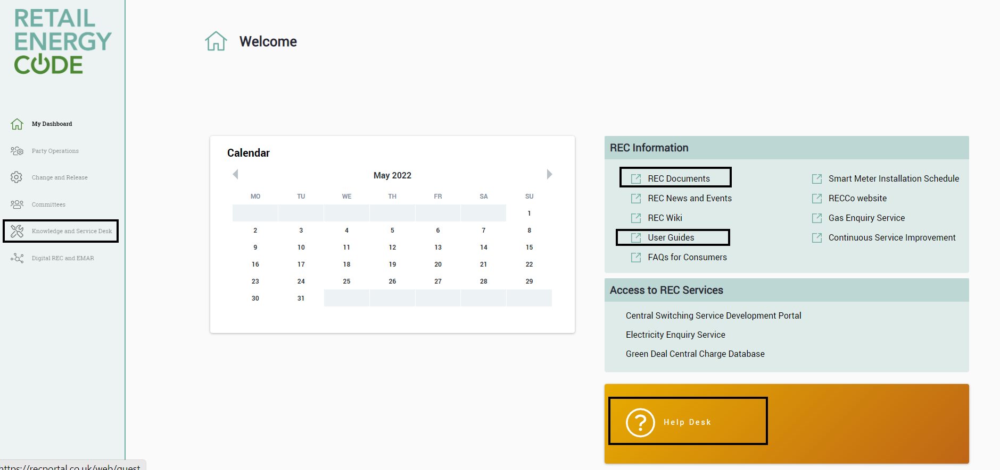 RETAIL
ENERGY
CODE
My Dashboard
Party Operations
Change and Release
Committees
Knowledge and Service Desk
Digital REC and EMAR
Welcome
Calendar
May 2022
MO TU WE TH FR SA SU
1
2 3 4 5 6 7 8
9 10 11 12 13 14 15
16 17 18 19 20 21 22
23 24 25 26 27 28 29
30 31
REC Information
REC Documents
REC News and Events
REC Wiki
User Guides
FAQs for Consumers
Smart Meter Installation Schedule
RECCo website
Gas Enquiry Service
Continuous Service Improvement
Access to REC Services
Central Switching Service Development Portal
Electricity Enquiry Service
Green Deal Central Charge Database
Help Desk
https://recportal.co.uk/web/guest